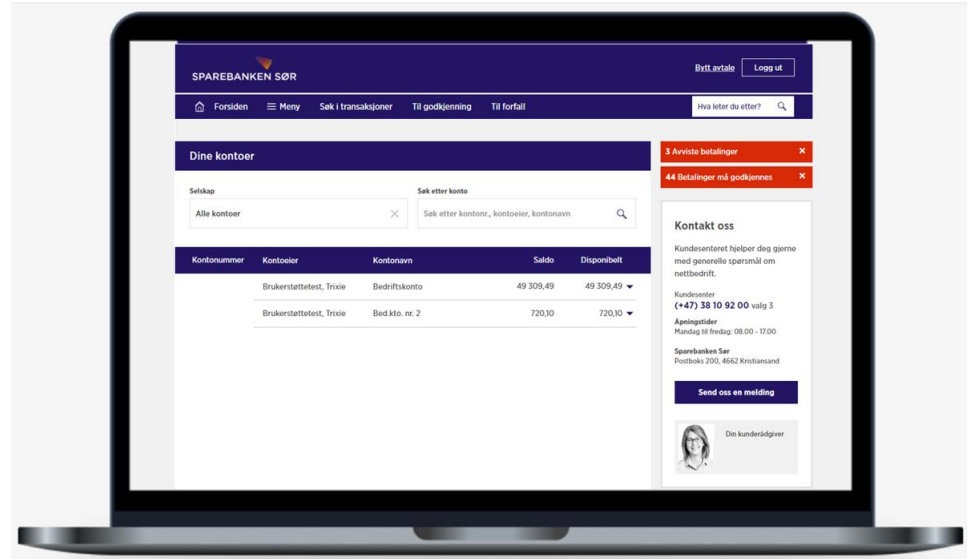 SPAREBANKEN SØR
Bytt avtale
Logg ut
Forsiden
Meny
Søk i transaksjoner
Til godkjenning
Til forfall
Hva leter du etter?
Dine kontoer
Selskap
Alle kontoer
Søk etter konto
Søk etter kontonr., kontoeier, kontonavn
Kontonummer Kontoeier Kontonavn Saldo Disponibelt
Brukerstøttetest, Trixie Bedriftskonto 49 309,49 49 309,49
Brukerstøttetest, Trixie Bed.kto. nr. 2 720,10 720,10
3 Avviste betalinger
44 Betalinger må godkjennes
Kontakt oss
Kundesenteret hjelper deg gjerne
med generelle spørsmål om
nettbedrift.
Kundesenter
(+47) 38 10 92 00 valg 3
Åpningstider
Mandag til fredag: 08.00 - 17.00
Sparebanken Sør
Postboks 200, 4662 Kristiansand
Send oss en melding
Din kunderådgiver